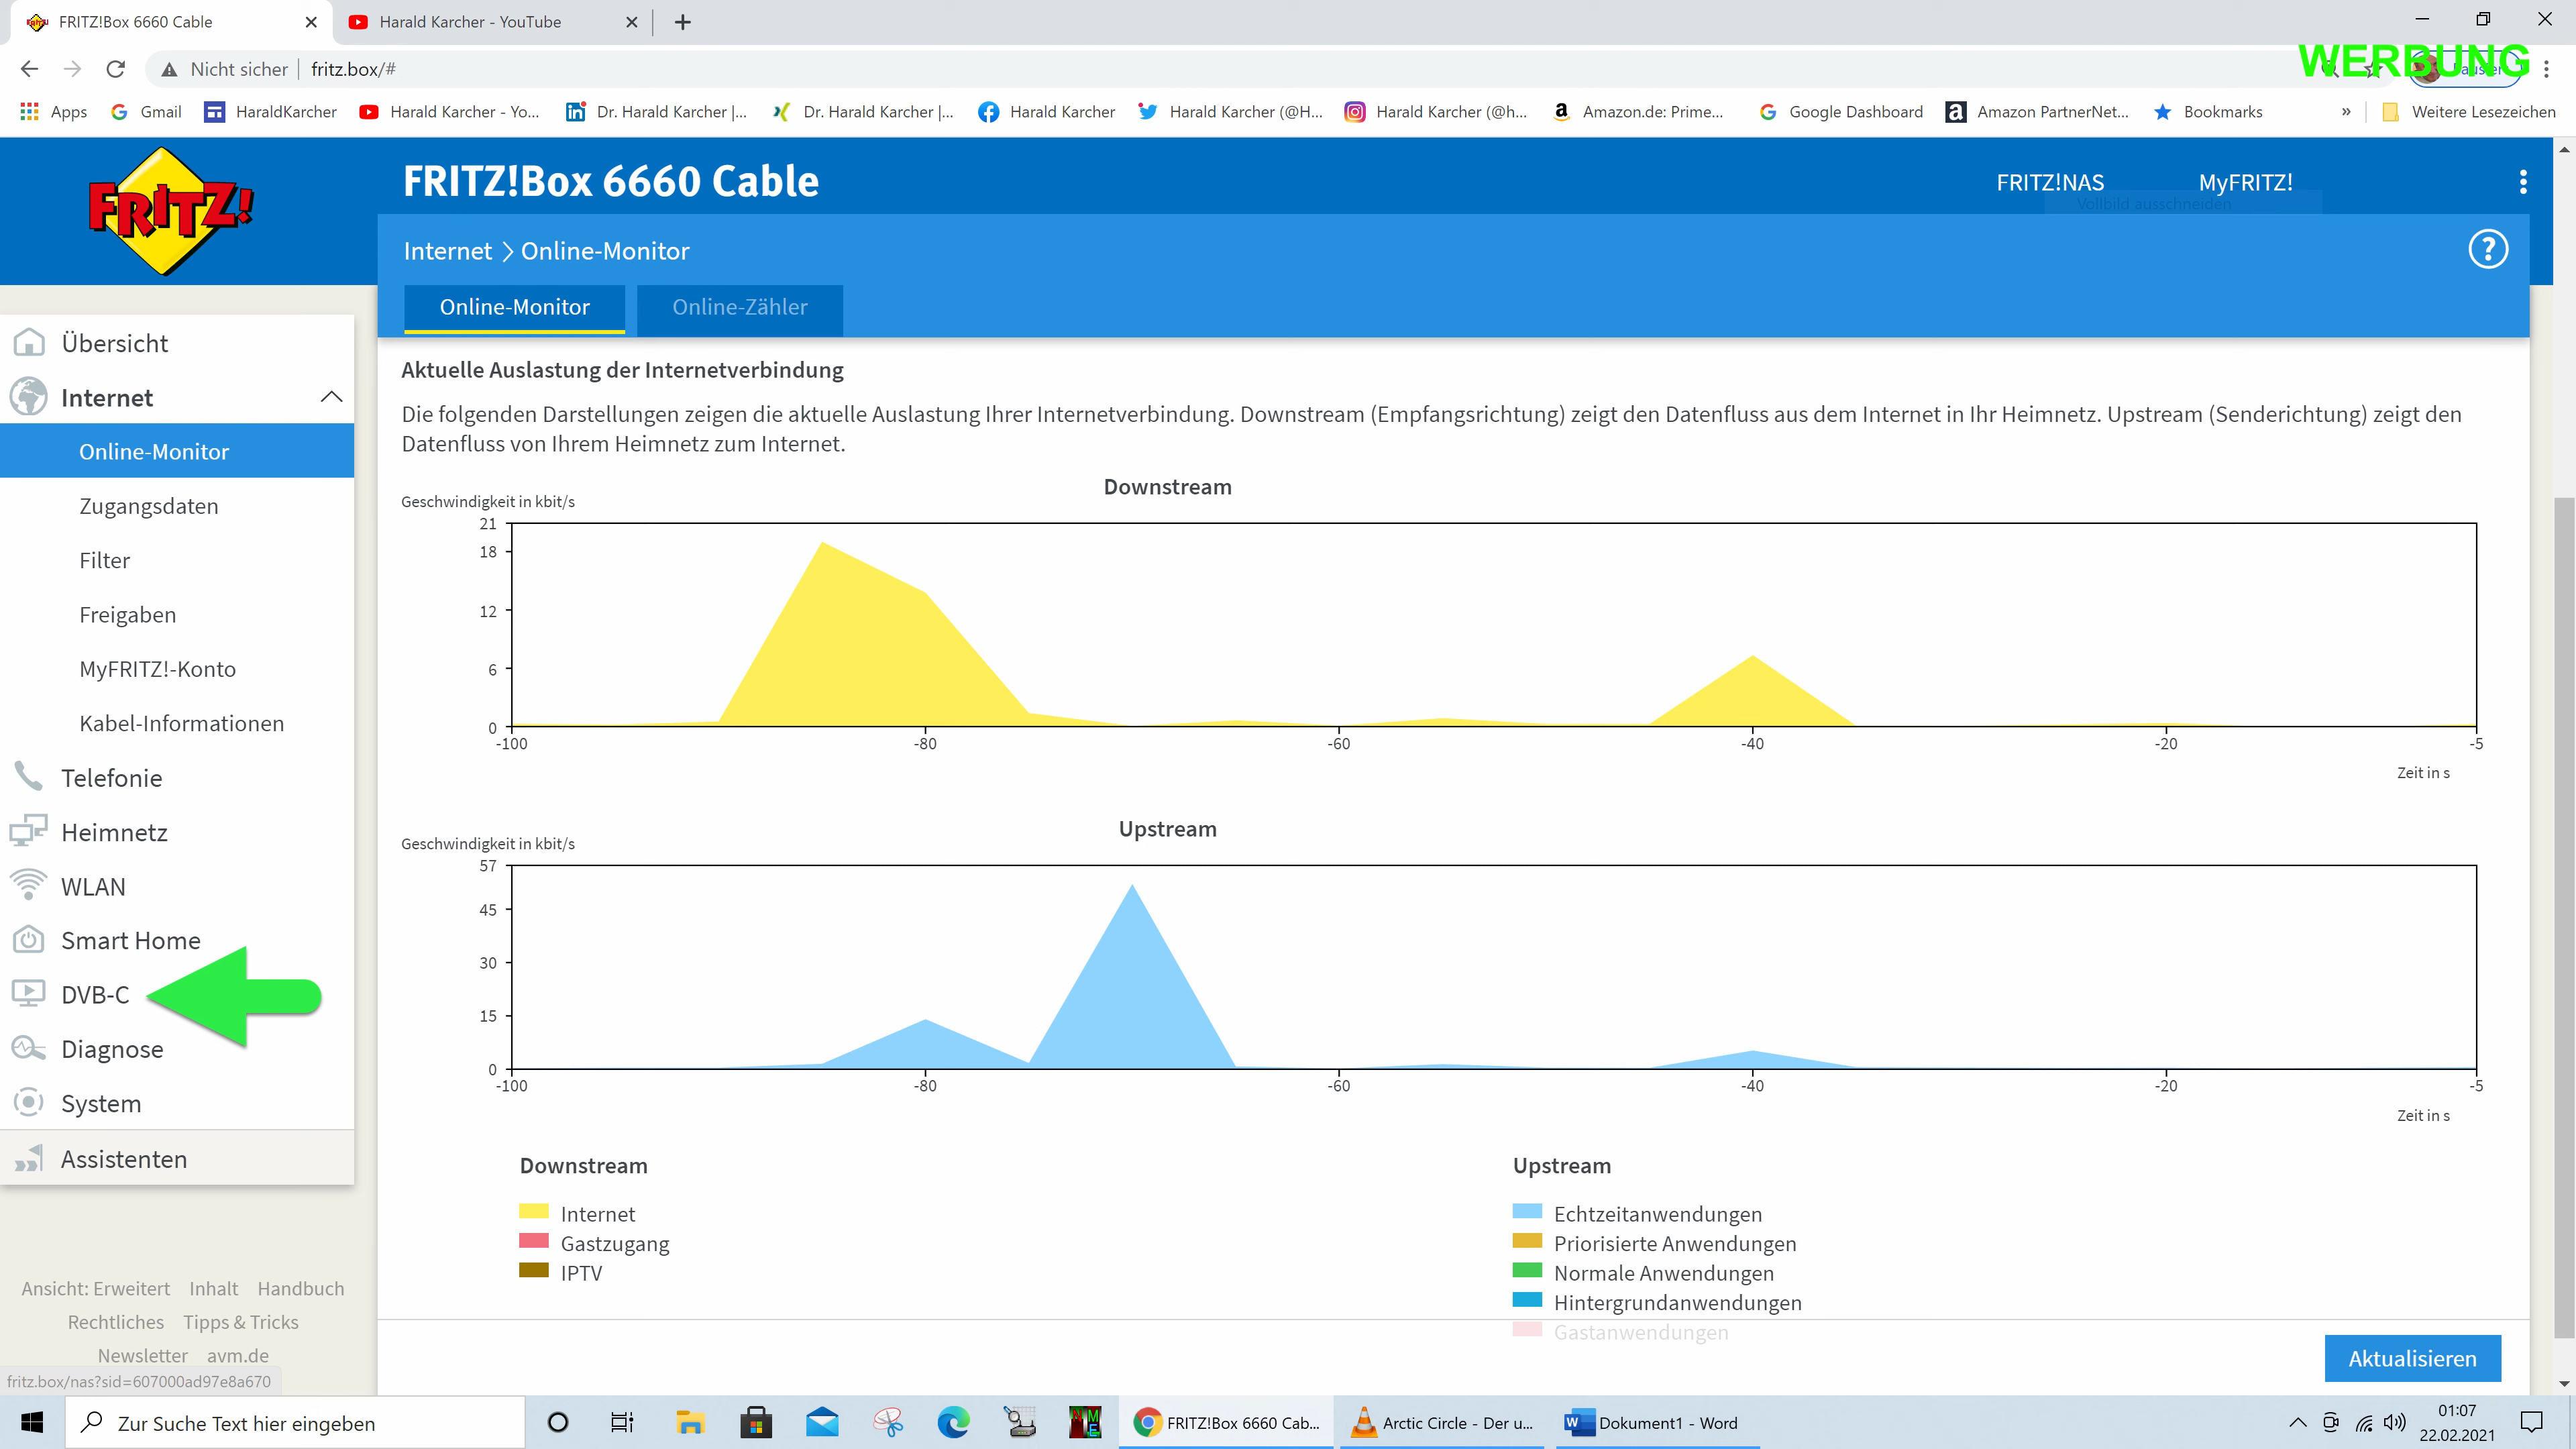 FRITZ!Box 6660 Cable
Harald Karcher - YouTube
Nicht sicher
fritz.box/#
WERBUNG
Apps
Gmail
HaraldKarcher
Harald Karcher - Yo...
Dr. Harald Karcher |...
Dr. Harald Karcher |...
Harald Karcher
Harald Karcher (@H...
Harald Karcher (@h...
Amazon.de: Prime...
Google Dashboard
Amazon PartnerNet...
Bookmarks
»
Weitere Lesezeichen
FRITZ!
FRITZ!Box 6660 Cable
FRITZ!NAS
MyFRITZ!
Vollbild ausschneiden
Internet > Online-Monitor
?
Online-Monitor
Online-Zähler
Übersicht
Internet
Online-Monitor
Zugangsdaten
Filter
Freigaben
MyFRITZ!-Konto
Kabel-Informationen
Telefonie
Heimnetz
WLAN
Smart Home
DVB-C
Diagnose
System
Assistenten
Ansicht: Erweitert Inhalt Handbuch
Rechtliches Tipps & Tricks
Newsletter avm.de
fritz.box/nas?sid=607000ad97e8a670
Aktuelle Auslastung der Internetverbindung
Die folgenden Darstellungen zeigen die aktuelle Auslastung Ihrer Internetverbindung. Downstream (Empfangsrichtung) zeigt den Datenfluss aus dem Internet in Ihr Heimnetz. Upstream (Senderichtung) zeigt den
Datenfluss von Ihrem Heimnetz zum Internet.
Downstream
Geschwindigkeit in kbit/s
21
18
12
6
0
-100 -80 -60 -40 -20 -5
Zeit in s
Upstream
Geschwindigkeit in kbit/s
57
45
30
15
0
-100 -80 -60 -40 -20 -5
Zeit in s
Downstream
Internet
Gastzugang
IPTV
Upstream
Echtzeitanwendungen
Priorisierte Anwendungen
Normale Anwendungen
Hintergrundanwendungen
Gastanwendungen
Aktualisieren
Zur Suche Text hier eingeben
FRITZ!Box 6660 Cab...
Arctic Circle - Der u...
Dokument1 - Word
01:07
22.02.2021